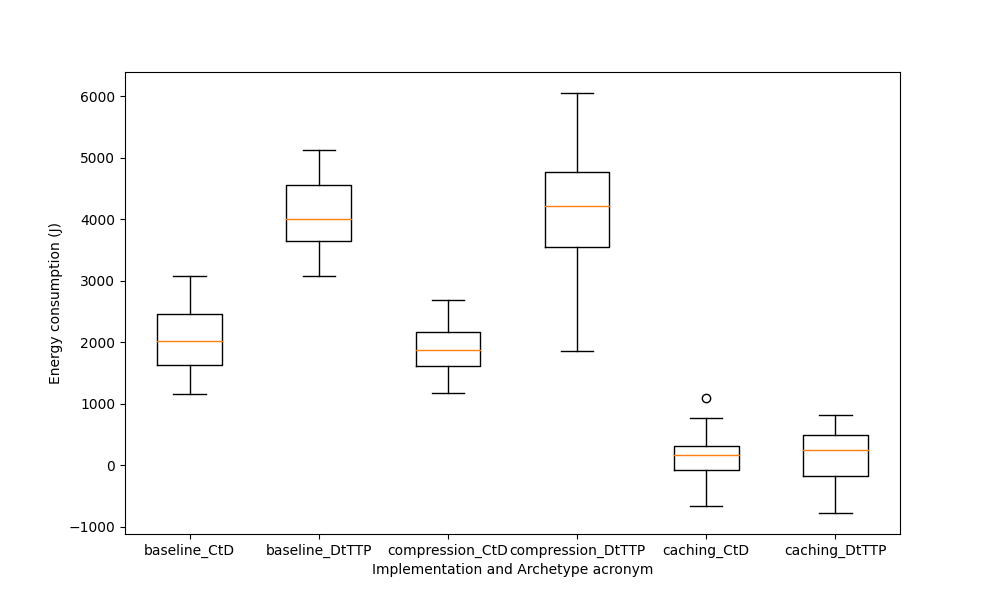 Energy consumption (J)
6000
5000
4000
3000
2000
1000
0
−1000
baseline_CtD baseline_DtTTP compression_CtD compression_DtTTP caching_CtD caching_DtTTP
Implementation and Archetype acronym